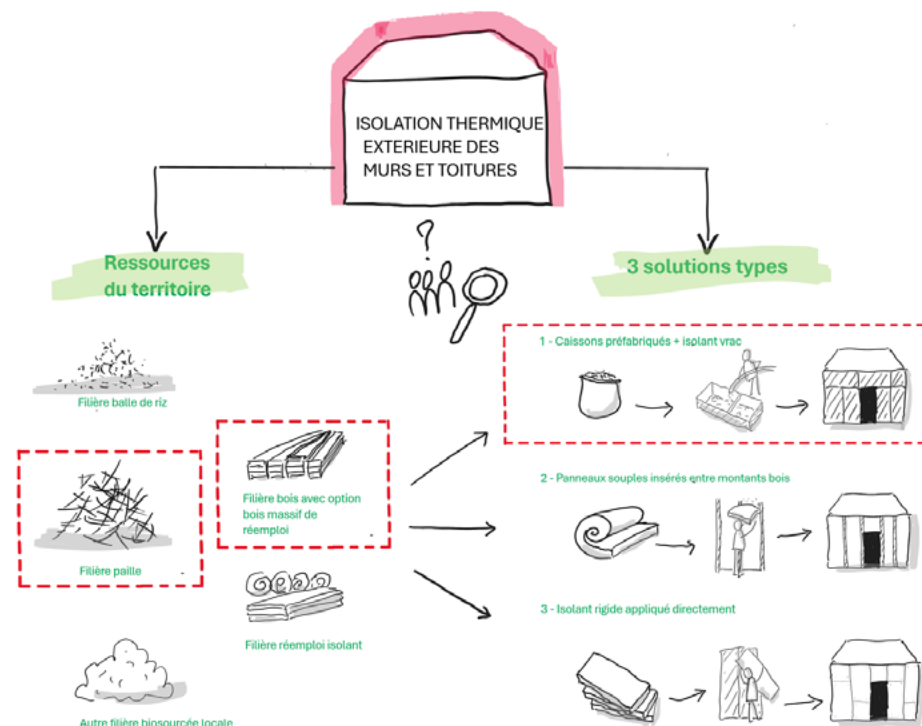 ISOLATION THERMIQUE
EXTERIEURE DES
MURS ET TOITURES
?
Ressources
du territoire
3 solutions types
1 - Caissons préfabriqués + isolant vrac
Filière balle de riz
Filière bois avec option
bois massif de
réemploi
2 - Panneaux souples insérés entre montants bois
Filière paille
3 - Isolant rigide appliqué directement
Filière réemploi isolant
Autre filière biosourcée locale